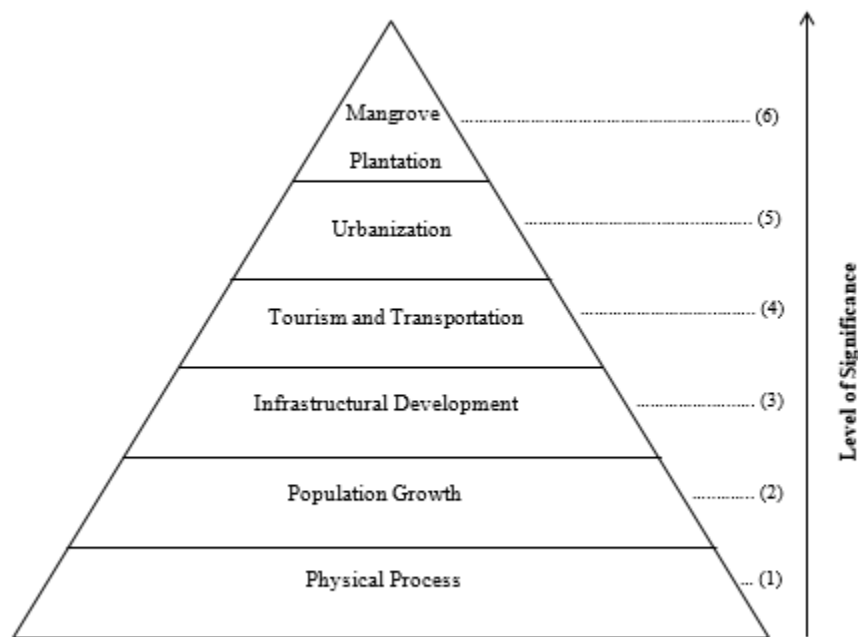 Mangrove
Plantation
(6)
Urbanization
(5)
Tourism and Transportation
(4)
Infrastructural Development
(3)
Population Growth
(2)
Physical Process
(1)
Level of Significance